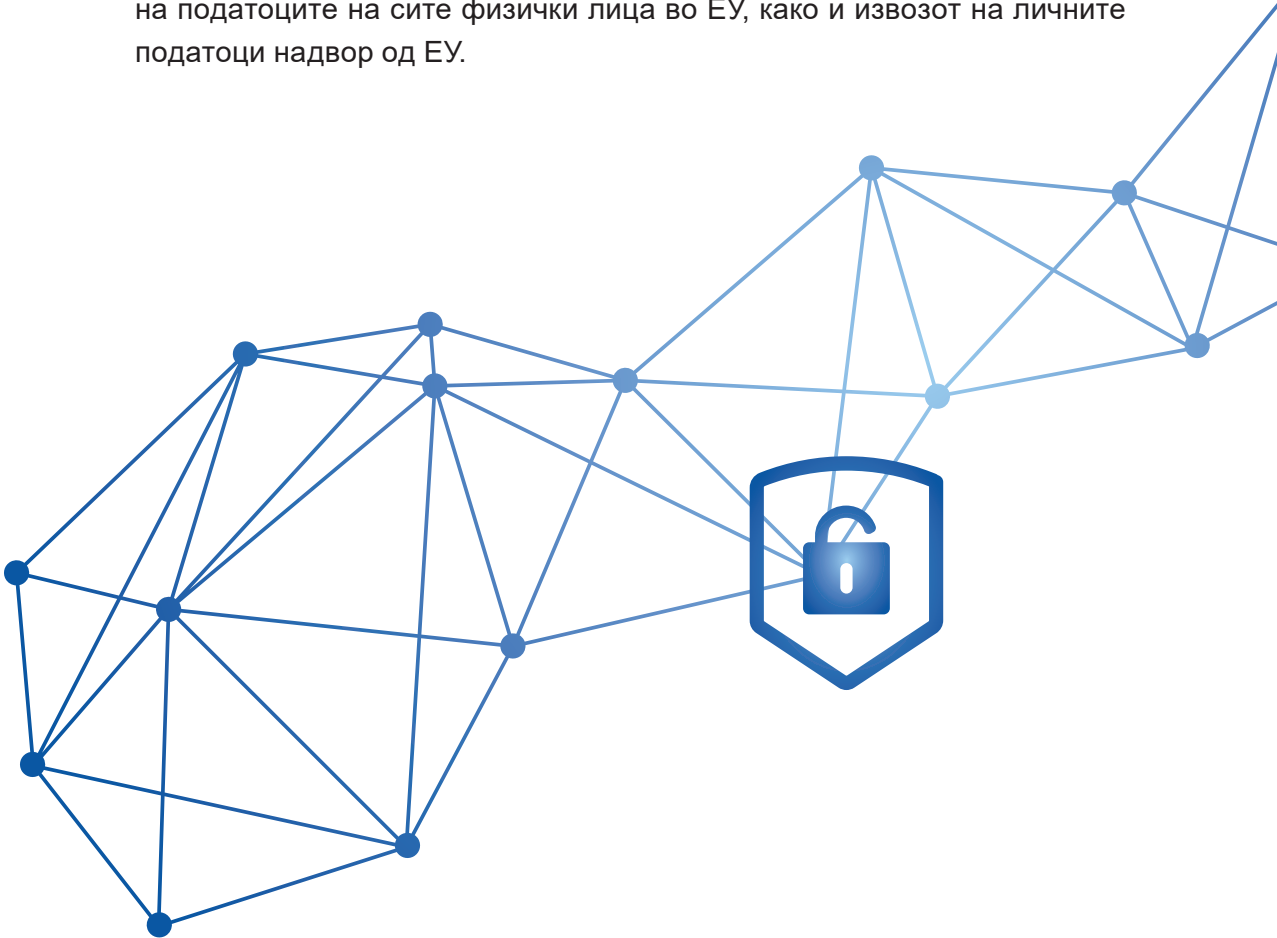 на податоците на сите физички лица во ЕУ, како и извозот на личните
податоци надвор од ЕУ.